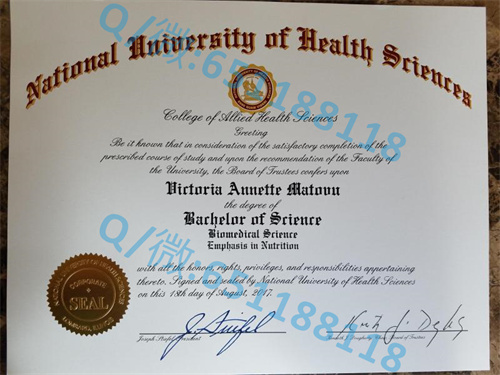 National University of Health Sciences
College of Allied Health Sciences
Greeting
Be it known that in consideration of the satisfactory completion of the
prescribed course of study and upon the recommendation of the Faculty of
the University, the Board of Trustees confers upon
Victoria Annette Matovu
the degree of
Bachelor of Science
Biomedical Science
Emphasis in Nutrition
with all the honors, rights, privileges, and responsibilities appertaining
thereto. Signed and sealed by National University of Health Sciences
on this 18th day of August, 2017.
CORPORATE
SEAL
President
Q/微:
Q/微: